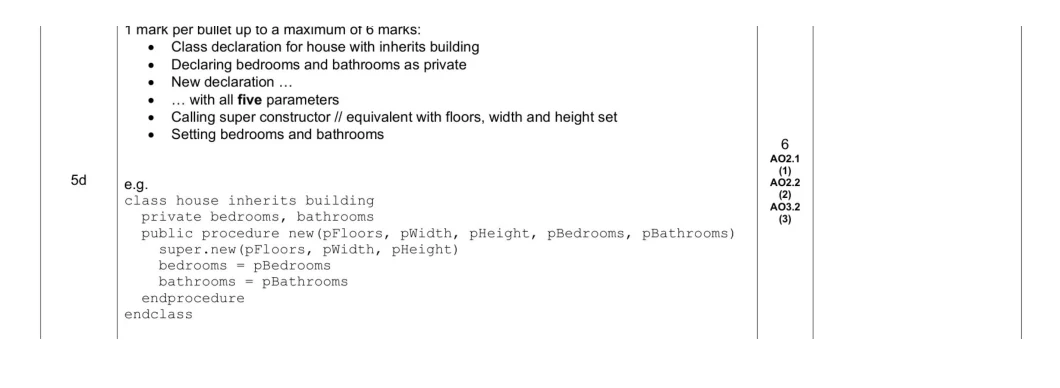 1 mark per bullet up to a maximum of 6 marks:
• Class declaration for house with inherits building
• Declaring bedrooms and bathrooms as private
• New declaration …
• … with all five parameters
• Calling super constructor // equivalent with floors, width and height set
• Setting bedrooms and bathrooms
5d
e.g.
class house inherits building
  private bedrooms, bathrooms
  public procedure new(pFloors, pWidth, pHeight, pBedrooms, pBathrooms)
    super.new(pFloors, pWidth, pHeight)
    bedrooms = pBedrooms
    bathrooms = pBathrooms
  endprocedure
endclass
6
AO2.1
(1)
AO2.2
(2)
AO3.2
(3)